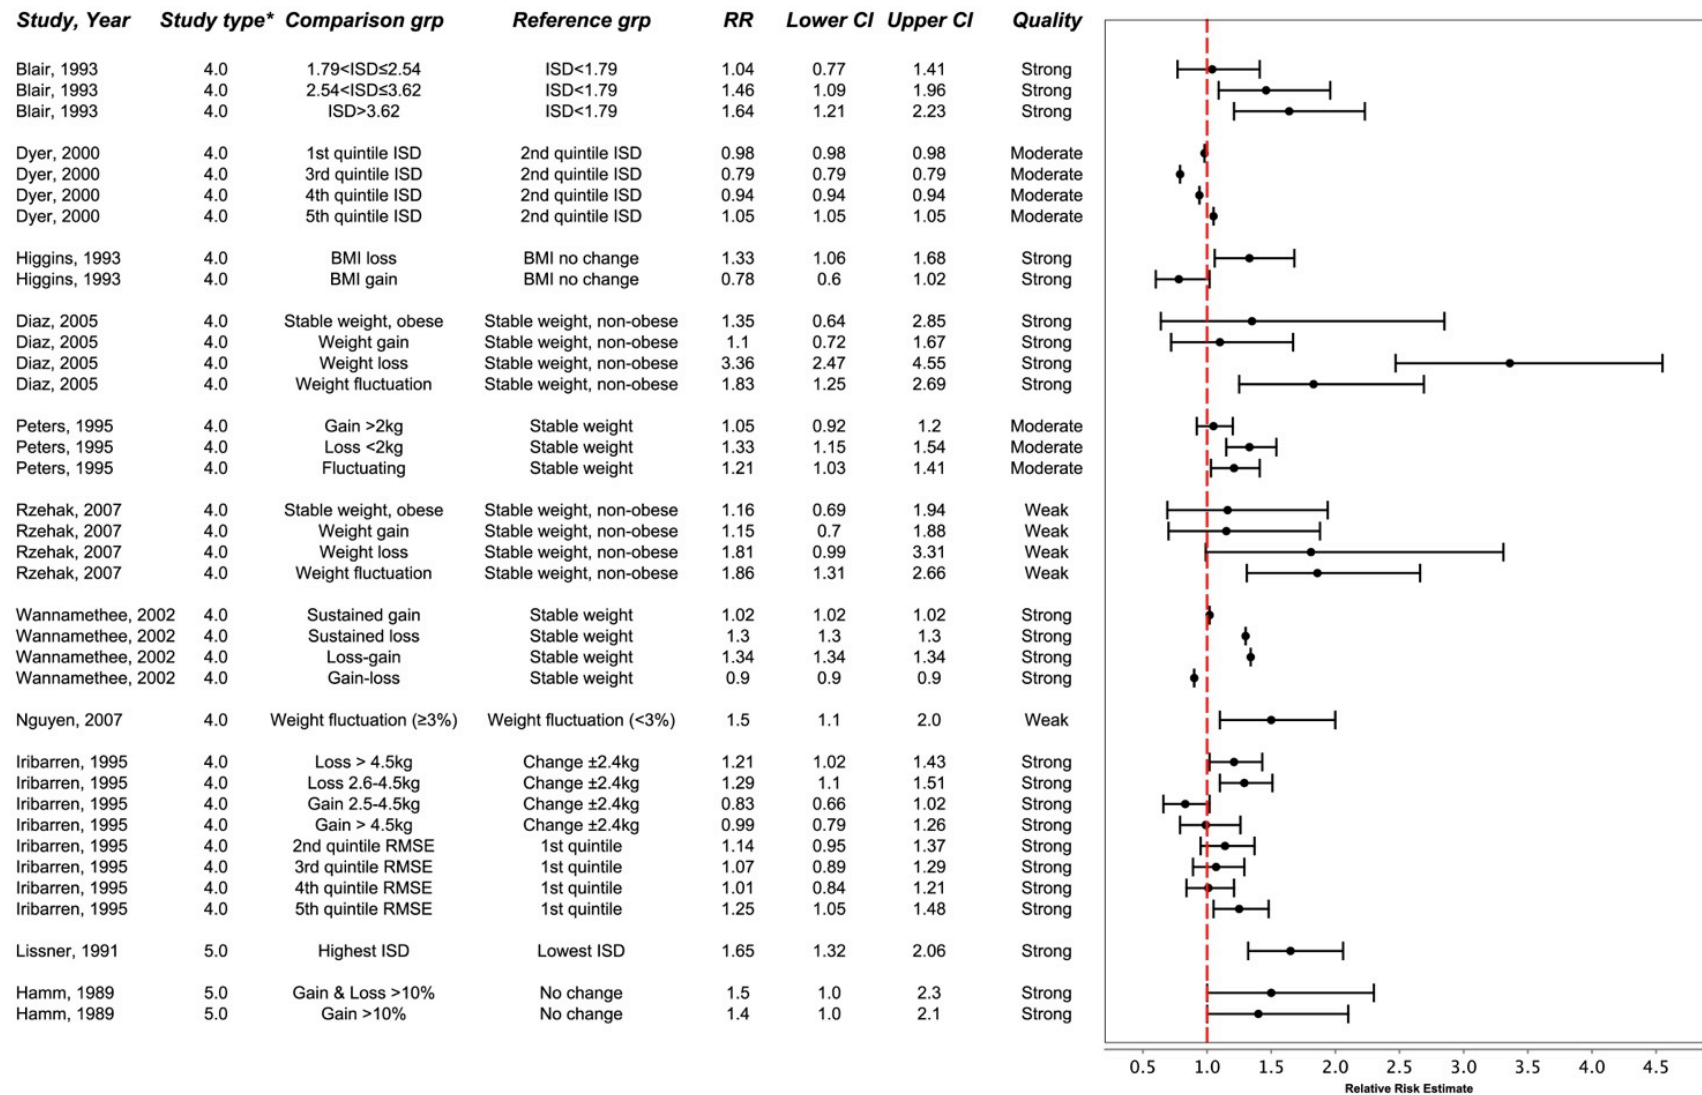 Study, Year Study type* Comparison grp Reference grp RR Lower CI Upper CI Quality
Blair, 1993 4.0 1.79<ISD≤2.54 ISD<1.79 1.04 0.77 1.41 Strong
Blair, 1993 4.0 2.54<ISD≤3.62 ISD<1.79 1.46 1.09 1.96 Strong
Blair, 1993 4.0 ISD>3.62 ISD<1.79 1.64 1.21 2.23 Strong
Dyer, 2000 4.0 1st quintile ISD 2nd quintile ISD 0.98 0.98 0.98 Moderate
Dyer, 2000 4.0 3rd quintile ISD 2nd quintile ISD 0.79 0.79 0.79 Moderate
Dyer, 2000 4.0 4th quintile ISD 2nd quintile ISD 0.94 0.94 0.94 Moderate
Dyer, 2000 4.0 5th quintile ISD 2nd quintile ISD 1.05 1.05 1.05 Moderate
Higgins, 1993 4.0 BMI loss BMI no change 1.33 1.06 1.68 Strong
Higgins, 1993 4.0 BMI gain BMI no change 0.78 0.6 1.02 Strong
Diaz, 2005 4.0 Stable weight, obese Stable weight, non-obese 1.35 0.64 2.85 Strong
Diaz, 2005 4.0 Weight gain Stable weight, non-obese 1.1 0.72 1.67 Strong
Diaz, 2005 4.0 Weight loss Stable weight, non-obese 3.36 2.47 4.55 Strong
Diaz, 2005 4.0 Weight fluctuation Stable weight, non-obese 1.83 1.25 2.69 Strong
Peters, 1995 4.0 Gain >2kg Stable weight 1.05 0.92 1.2 Moderate
Peters, 1995 4.0 Loss <2kg Stable weight 1.33 1.15 1.54 Moderate
Peters, 1995 4.0 Fluctuating Stable weight 1.21 1.03 1.41 Moderate
Rzehak, 2007 4.0 Stable weight, obese Stable weight, non-obese 1.16 0.69 1.94 Weak
Rzehak, 2007 4.0 Weight gain Stable weight, non-obese 1.15 0.7 1.88 Weak
Rzehak, 2007 4.0 Weight loss Stable weight, non-obese 1.81 0.99 3.31 Weak
Rzehak, 2007 4.0 Weight fluctuation Stable weight, non-obese 1.86 1.31 2.66 Weak
Wannamethee, 2002 4.0 Sustained gain Stable weight 1.02 1.02 1.02 Strong
Wannamethee, 2002 4.0 Sustained loss Stable weight 1.3 1.3 1.3 Strong
Wannamethee, 2002 4.0 Loss-gain Stable weight 1.34 1.34 1.34 Strong
Wannamethee, 2002 4.0 Gain-loss Stable weight 0.9 0.9 0.9 Strong
Nguyen, 2007 4.0 Weight fluctuation (≥3%) Weight fluctuation (<3%) 1.5 1.1 2.0 Weak
Iribarren, 1995 4.0 Loss > 4.5kg Change ±2.4kg 1.21 1.02 1.43 Strong
Iribarren, 1995 4.0 Loss 2.6-4.5kg Change ±2.4kg 1.29 1.1 1.51 Strong
Iribarren, 1995 4.0 Gain 2.5-4.5kg Change ±2.4kg 0.83 0.66 1.02 Strong
Iribarren, 1995 4.0 Gain > 4.5kg Change ±2.4kg 0.99 0.79 1.26 Strong
Iribarren, 1995 4.0 2nd quintile RMSE 1st quintile 1.14 0.95 1.37 Strong
Iribarren, 1995 4.0 3rd quintile RMSE 1st quintile 1.07 0.89 1.29 Strong
Iribarren, 1995 4.0 4th quintile RMSE 1st quintile 1.01 0.84 1.21 Strong
Iribarren, 1995 4.0 5th quintile RMSE 1st quintile 1.25 1.05 1.48 Strong
Lissner, 1991 5.0 Highest ISD Lowest ISD 1.65 1.32 2.06 Strong
Hamm, 1989 5.0 Gain & Loss >10% No change 1.5 1.0 2.3 Strong
Hamm, 1989 5.0 Gain >10% No change 1.4 1.0 2.1 Strong
0.5 1.0 1.5 2.0 2.5 3.0 3.5 4.0 4.5
Relative Risk Estimate